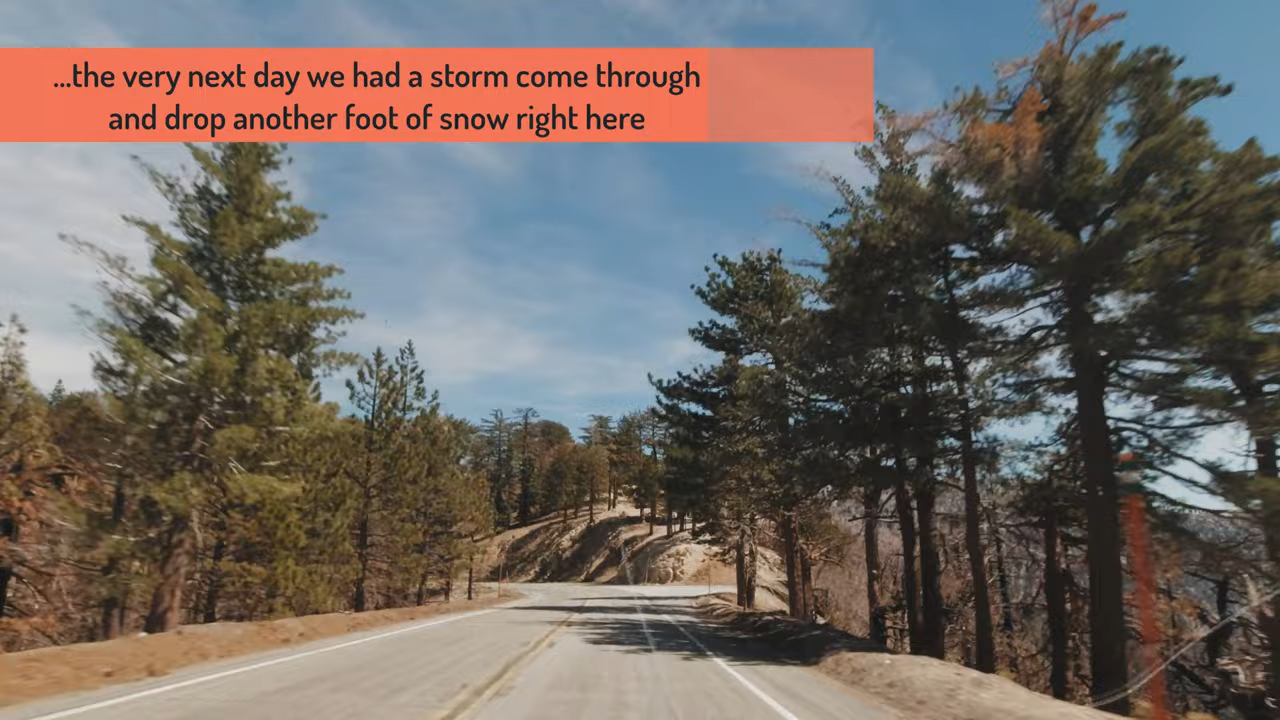 ...the very next day we had a storm come through
and drop another foot of snow right here